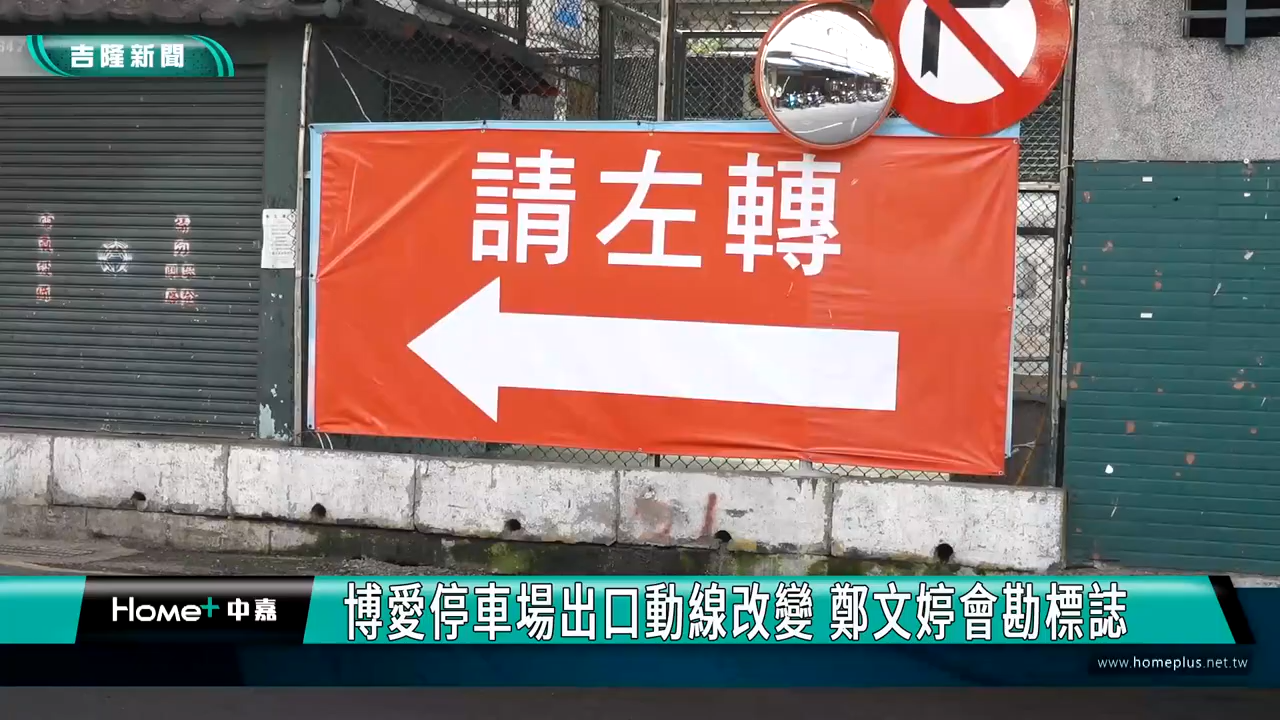 吉隆新聞
請左轉
Home+ 中嘉
博愛停車場出口動線改變 鄭文婷會勘標誌
www.homeplus.net.tw